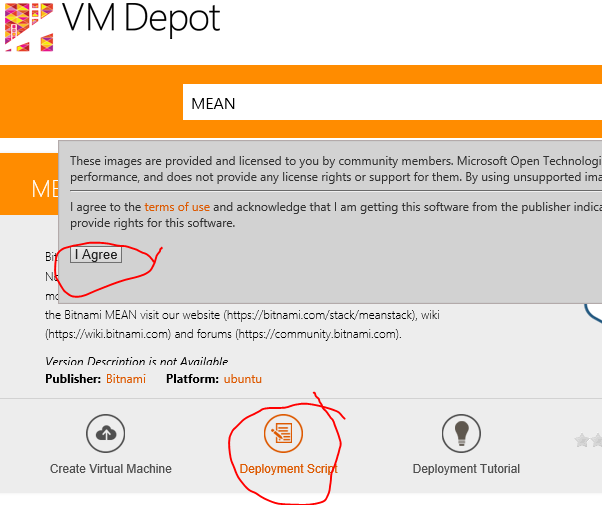 VM Depot
MEAN
These images are provided and licensed to you by community members. Microsoft Open Technologi
performance, and does not provide any license rights or support for them. By using unsupported ima
I agree to the terms of use and acknowledge that I am getting this software from the publisher indica
provide rights for this software.
I Agree
the Bitnami MEAN visit our website (https://bitnami.com/stack/meanstack), wiki
(https://wiki.bitnami.com) and forums (https://community.bitnami.com).
Version Description is not Available
Publisher: Bitnami Platform: ubuntu
Create Virtual Machine Deployment Script Deployment Tutorial